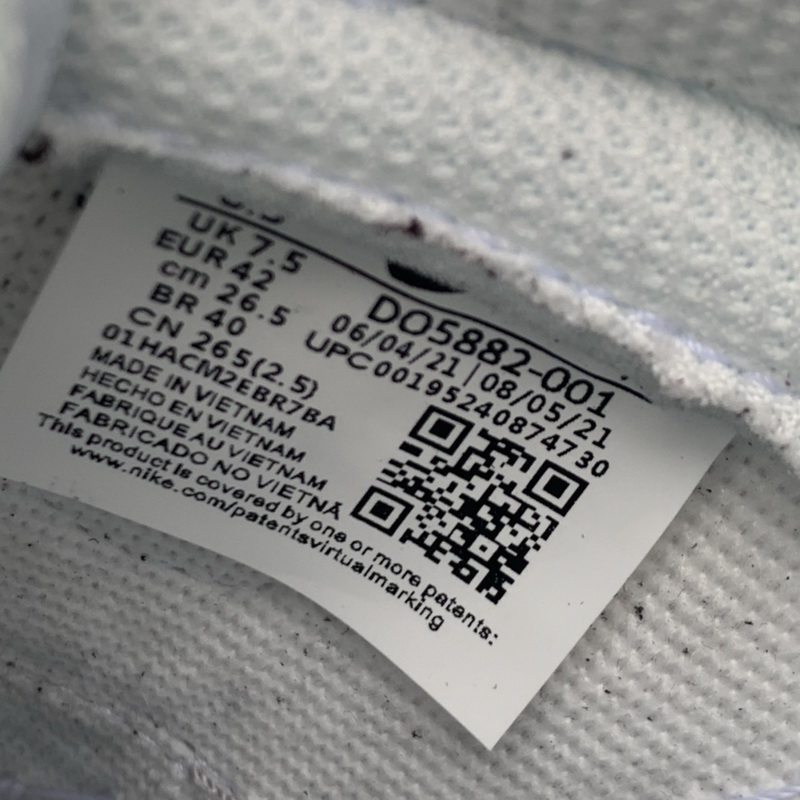 UK 7.5
EUR 42
cm 26.5
BR 40
CN 265(2.5)
01HACM2EBR7BA
MADE IN VIETNAM
HECHO EN VIETNAM
FABRIQUE AU VIETNAM
FABRICADO NO VIETNÃ
This product is covered by one or more patents:
www.nike.com/patentsvirtualmarking
DO5882-001
06/04/21 | 08/05/21
UPC00195240874730